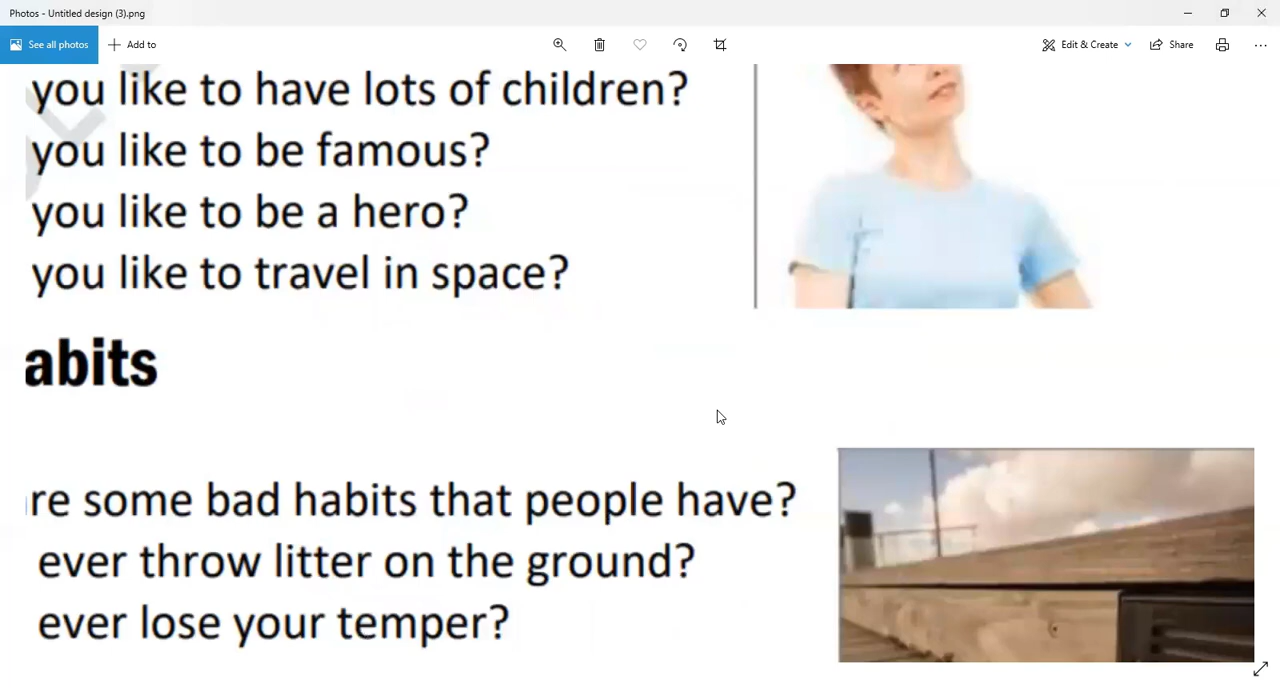 Photos - Untitled design (3).png
See all photos
Add to
Edit & Create
Share
you like to have lots of children?
you like to be famous?
you like to be a hero?
you like to travel in space?
abits
re some bad habits that people have?
ever throw litter on the ground?
ever lose your temper?